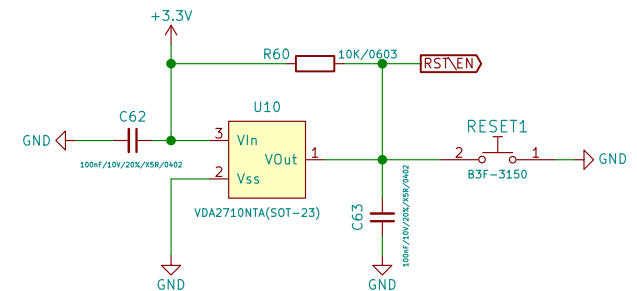 +3.3V
R60
10K/0603
RST\EN
C62
U10
RESET1
GND
3
VIn
VOut
1
2
1
GND
100nF/10V/20%/X5R/0402
2
Vss
B3F-3150
VDA2710NTA(SOT-23)
C63
100nF/10V/20%/X5R/0402
GND
GND